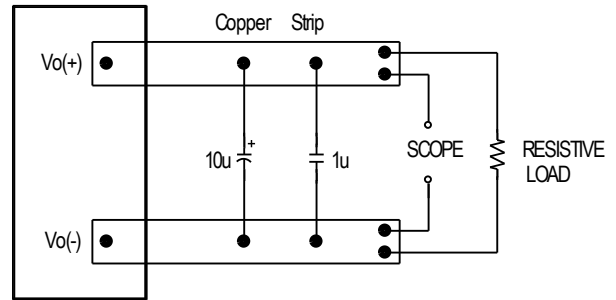 Copper Strip
Vo(+)
+
10u 1u SCOPE RESISTIVE
LOAD
Vo(-)